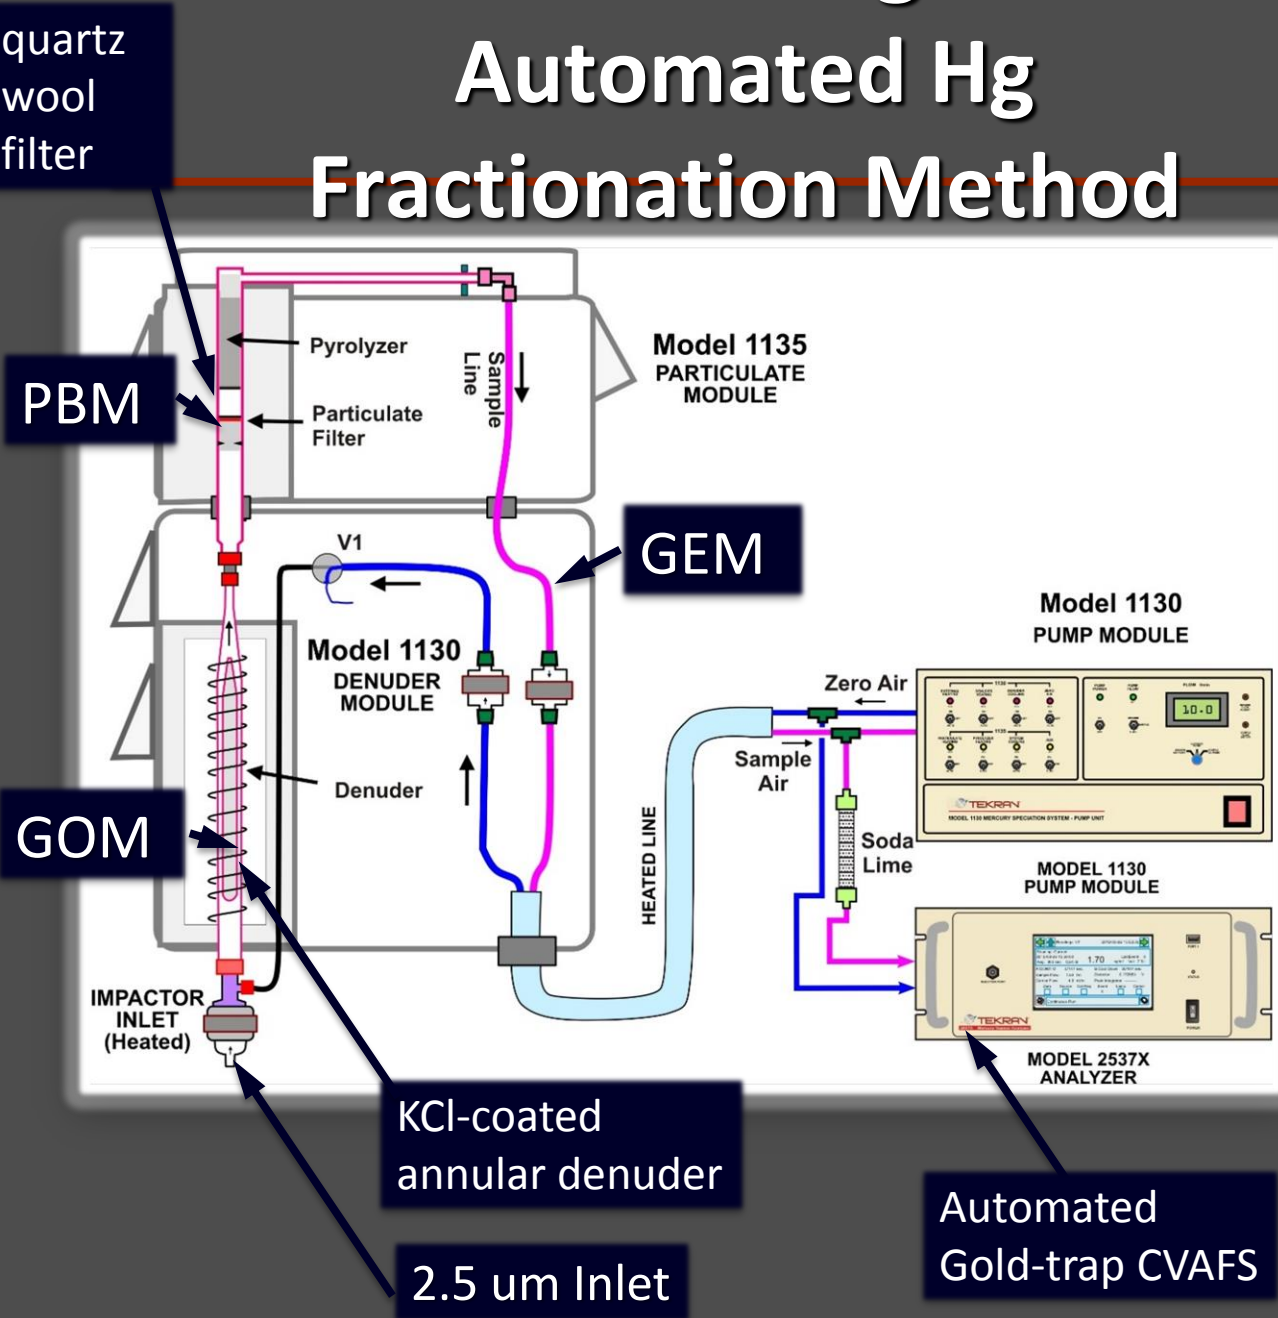 quartz
wool
filter
Automated Hg
Fractionation Method
Pyrolyzer
PBM
Particulate
Filter
Sample
Line
Model 1135
PARTICULATE
MODULE
V1
GEM
Model 1130
DENUDER
MODULE
Denuder
GOM
Model 1130
PUMP MODULE
Zero Air
Sample
Air
10.0
TEKRAN
MODEL 1130 MERCURY SPECIATION SYSTEM - PUMP UNIT
Soda
Lime
HEATED LINE
MODEL 1130
PUMP MODULE
1.70
TEKRAN
IMPACTOR
INLET
(Heated)
MODEL 2537X
ANALYZER
KCl-coated
annular denuder
2.5 um Inlet
Automated
Gold-trap CVAFS